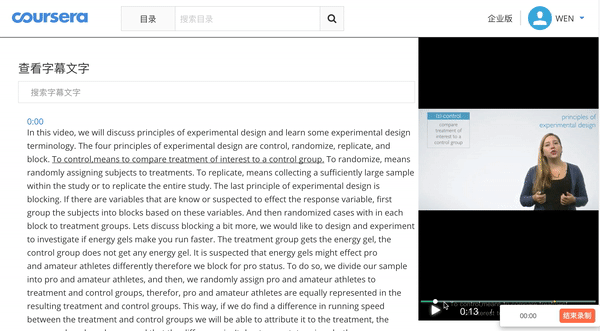 coursera
目录
搜索目录
企业版
WEN
查看字幕文字
搜索字幕文字
0:00
In this video, we will discuss principles of experimental design and learn some experimental design
terminology. The four principles of experimental design are control, randomize, replicate, and
block. To control,means to compare treatment of interest to a control group, To randomize, means
randomly assigning subjects to treatments. To replicate, means collecting a sufficiently large sample
within the study or to replicate the entire study. The last principle of experimental design is
blocking. If there are variables that are know or suspected to effect the response variable, first
group the subjects into blocks based on these variables. And then randomized cases with in each
block to treatment groups. Lets discuss blocking a bit more, we would like to design and experiment
to investigate if energy gels make you run faster. The treatment group gets the energy gel, the
control group does not get any energy gel. It is suspected that energy gels might effect pro
and amateur athletes differently therefore we block for pro status. To do so, we divide our sample
into pro and amateur athletes, and then, we randomly assign pro and amateur athletes to
treatment and control groups, therefor, pro and amateur athletes are equally represented in the
resulting treatment and control groups. This way, if we do find a difference in running speed
between the treatment and control groups we will be able to attribute it to the treatment, the
to control
compare
treatment of
interest to a
control group
principles of
experimental design
0:13
00:00
结束录制